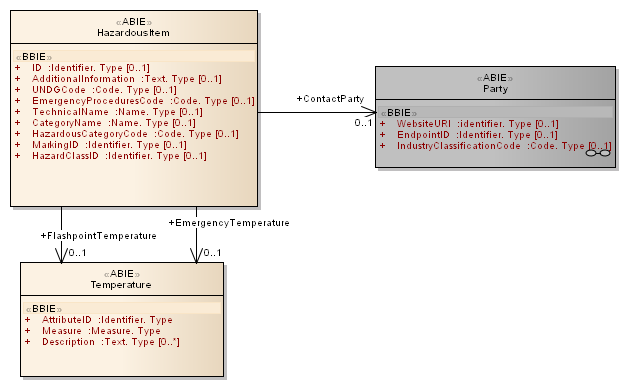 «ABIE»
HazardousItem
«BBIE»
+ ID :Identifier. Type [0..1]
+ AdditionalInformation :Text. Type [0..1]
+ UNDGCode :Code. Type [0..1]
+ EmergencyProceduresCode :Code. Type [0..1]
+ TechnicalName :Name. Type [0..1]
+ CategoryName :Name. Type [0..1]
+ HazardousCategoryCode :Code. Type [0..1]
+ MarkingID :Identifier. Type [0..1]
+ HazardClassID :Identifier. Type [0..1]
+ContactParty
0..1
«ABIE»
Party
«BBIE»
+ WebsiteURI :identifier. Type [0..1]
+ EndpointID :Identifier. Type [0..1]
+ IndustryClassificationCode :Code. Type [0..1]
+EmergencyTemperature
+FlashpointTemperature
0..1
0..1
«ABIE»
Temperature
«BBIE»
+ AttributeID :Identifier. Type
+ Measure :Measure. Type
+ Description :Text. Type [0..*]